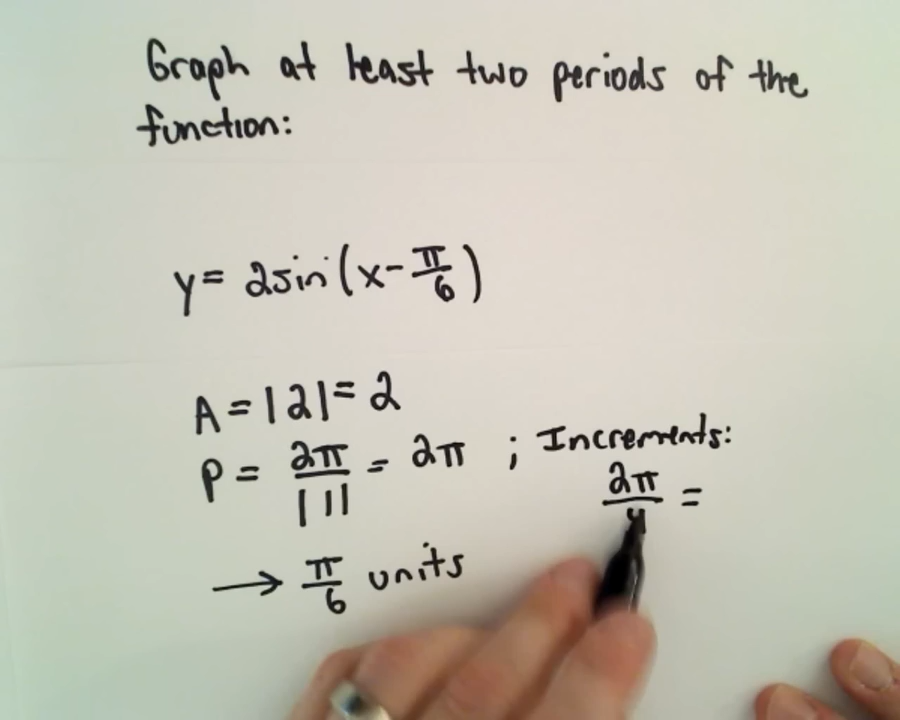 Graph at least two periods of the
function:
y = 2sin(x - π/6)
A = |2| = 2
P = 2π/|1| = 2π ; Increments:
2π/4 =
→ π/6 units